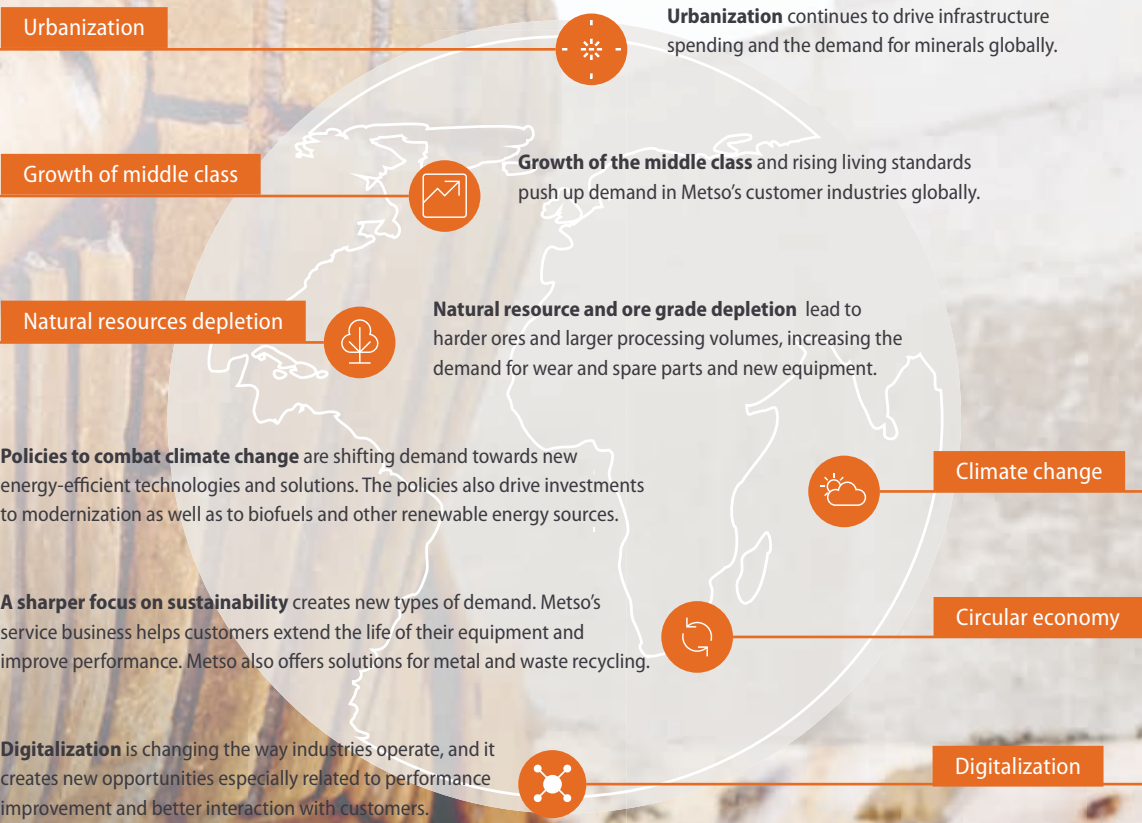 Urbanization
Urbanization continues to drive infrastructure
spending and the demand for minerals globally.
Growth of middle class
Growth of the middle class and rising living standards
push up demand in Metso’s customer industries globally.
Natural resources depletion
Natural resource and ore grade depletion lead to
harder ores and larger processing volumes, increasing the
demand for wear and spare parts and new equipment.
Climate change
Policies to combat climate change are shifting demand towards new
energy-efficient technologies and solutions. The policies also drive investments
to modernization as well as to biofuels and other renewable energy sources.
Circular economy
A sharper focus on sustainability creates new types of demand. Metso’s
service business helps customers extend the life of their equipment and
improve performance. Metso also offers solutions for metal and waste recycling.
Digitalization
Digitalization is changing the way industries operate, and it
creates new opportunities especially related to performance
improvement and better interaction with customers.